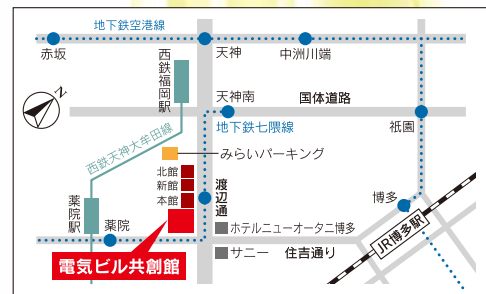 地下鉄空港線
赤坂
天神
中洲川端
西鉄福岡駅
N
天神南
国体道路
地下鉄七隈線
祇園
西鉄天神大牟田線
みらいパーキング
北館
新館
本館
渡辺通
博多
薬院駅
薬院
ホテルニューオータニ博多
JR博多駅
サニー
住吉通り
電気ビル共創館